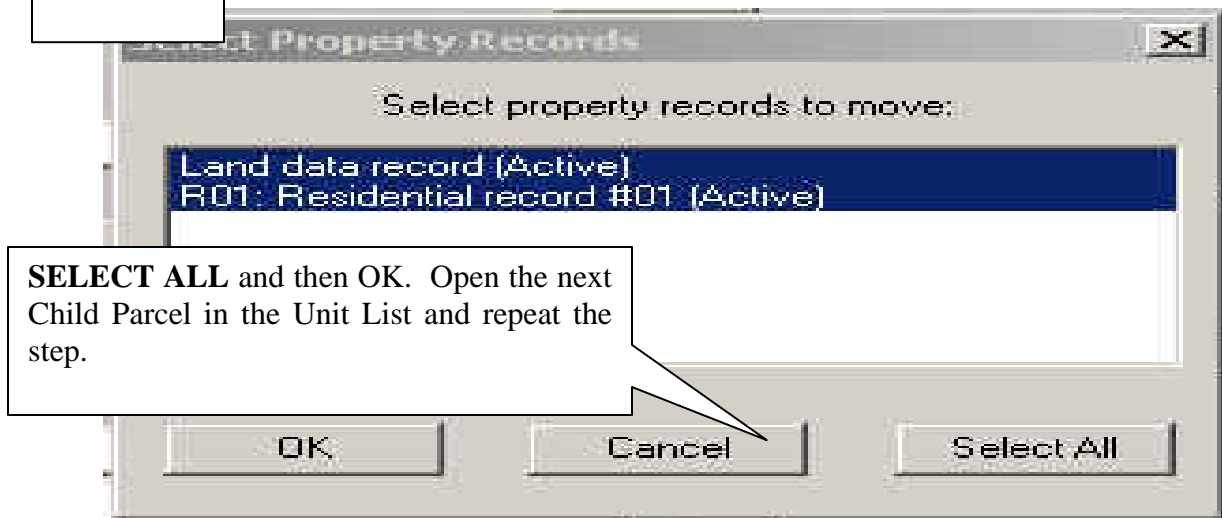 Select Property Records
Select property records to move:
Land data record (Active)
R01: Residential record #01 (Active)
SELECT ALL and then OK. Open the next
Child Parcel in the Unit List and repeat the
step.
OK
Cancel
Select All